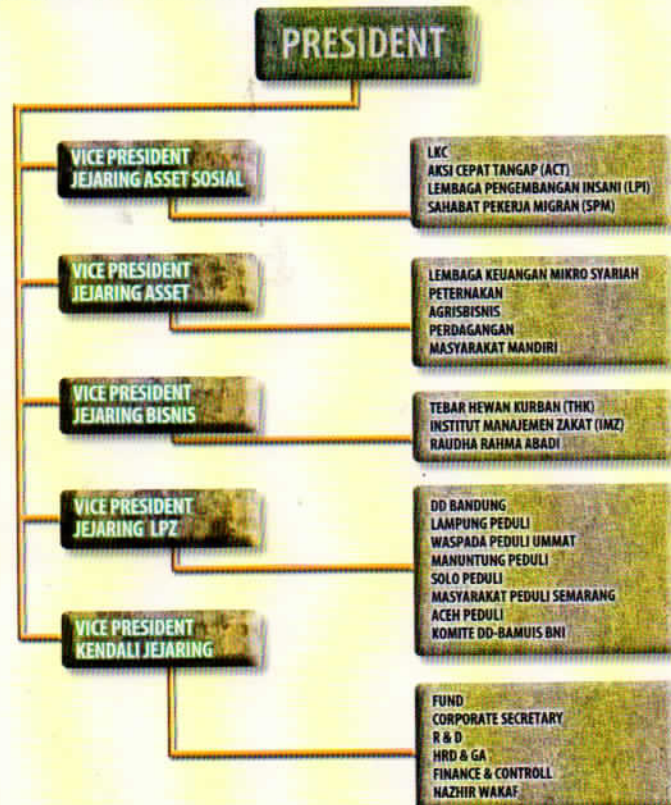 PRESIDENT
VICE PRESIDENT
JEJARING ASSET SOSIAL
LKC
AKSI CEPAT TANGAP (ACT)
LEMBAGA PENGEMBANGAN INSANI (LPI)
SAHABAT PEKERJA MIGRAN (SPM)
VICE PRESIDENT
JEJARING ASSET
LEMBAGA KEUANGAN MIKRO SYARIAH
PETERNAKAN
AGRISBISNIS
PERDAGANGAN
MASYARAKAT MANDIRI
VICE PRESIDENT
JEJARING BISNIS
TEBAR HEWAN KURBAN (THK)
INSTITUT MANAJEMEN ZAKAT (IMZ)
RAUDHA RAHMA ABADI
VICE PRESIDENT
JEJARING LPZ
DD BANDUNG
LAMPUNG PEDULI
WASPADA PEDULI UMMAT
MANUNTUNG PEDULI
SOLO PEDULI
MASYARAKAT PEDULI SEMARANG
ACEH PEDULI
KOMITE DD-BAMUIS BNI
VICE PRESIDENT
KENDALI JEJARING
FUND
CORPORATE SECRETARY
R & D
HRD & GA
FINANCE & CONTROLL
NAZHIR WAKAF